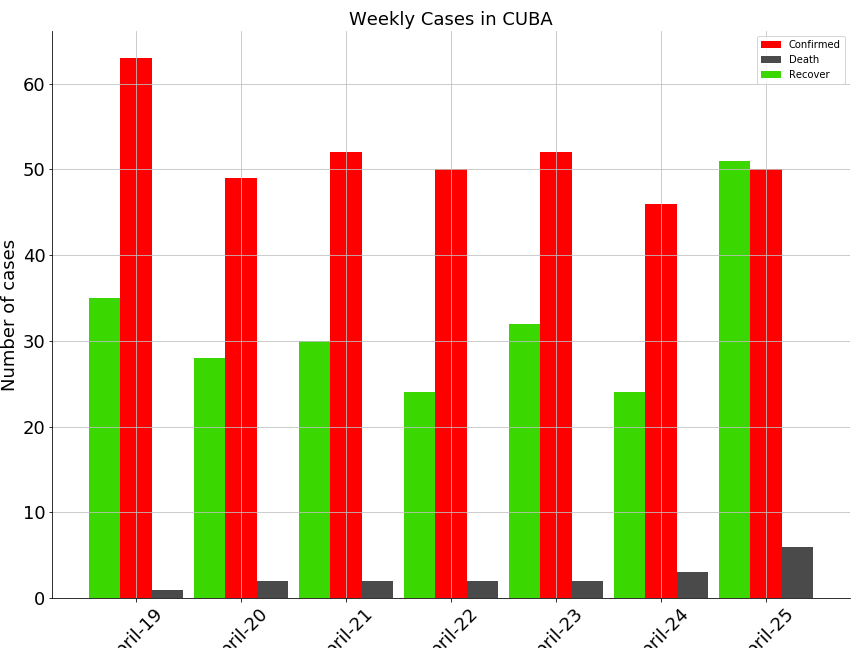 Weekly Cases in CUBA
Confirmed
Death
Recover
Number of cases
60
50
40
30
20
10
0
pril-19
pril-20
pril-21
pril-22
pril-23
pril-24
pril-25